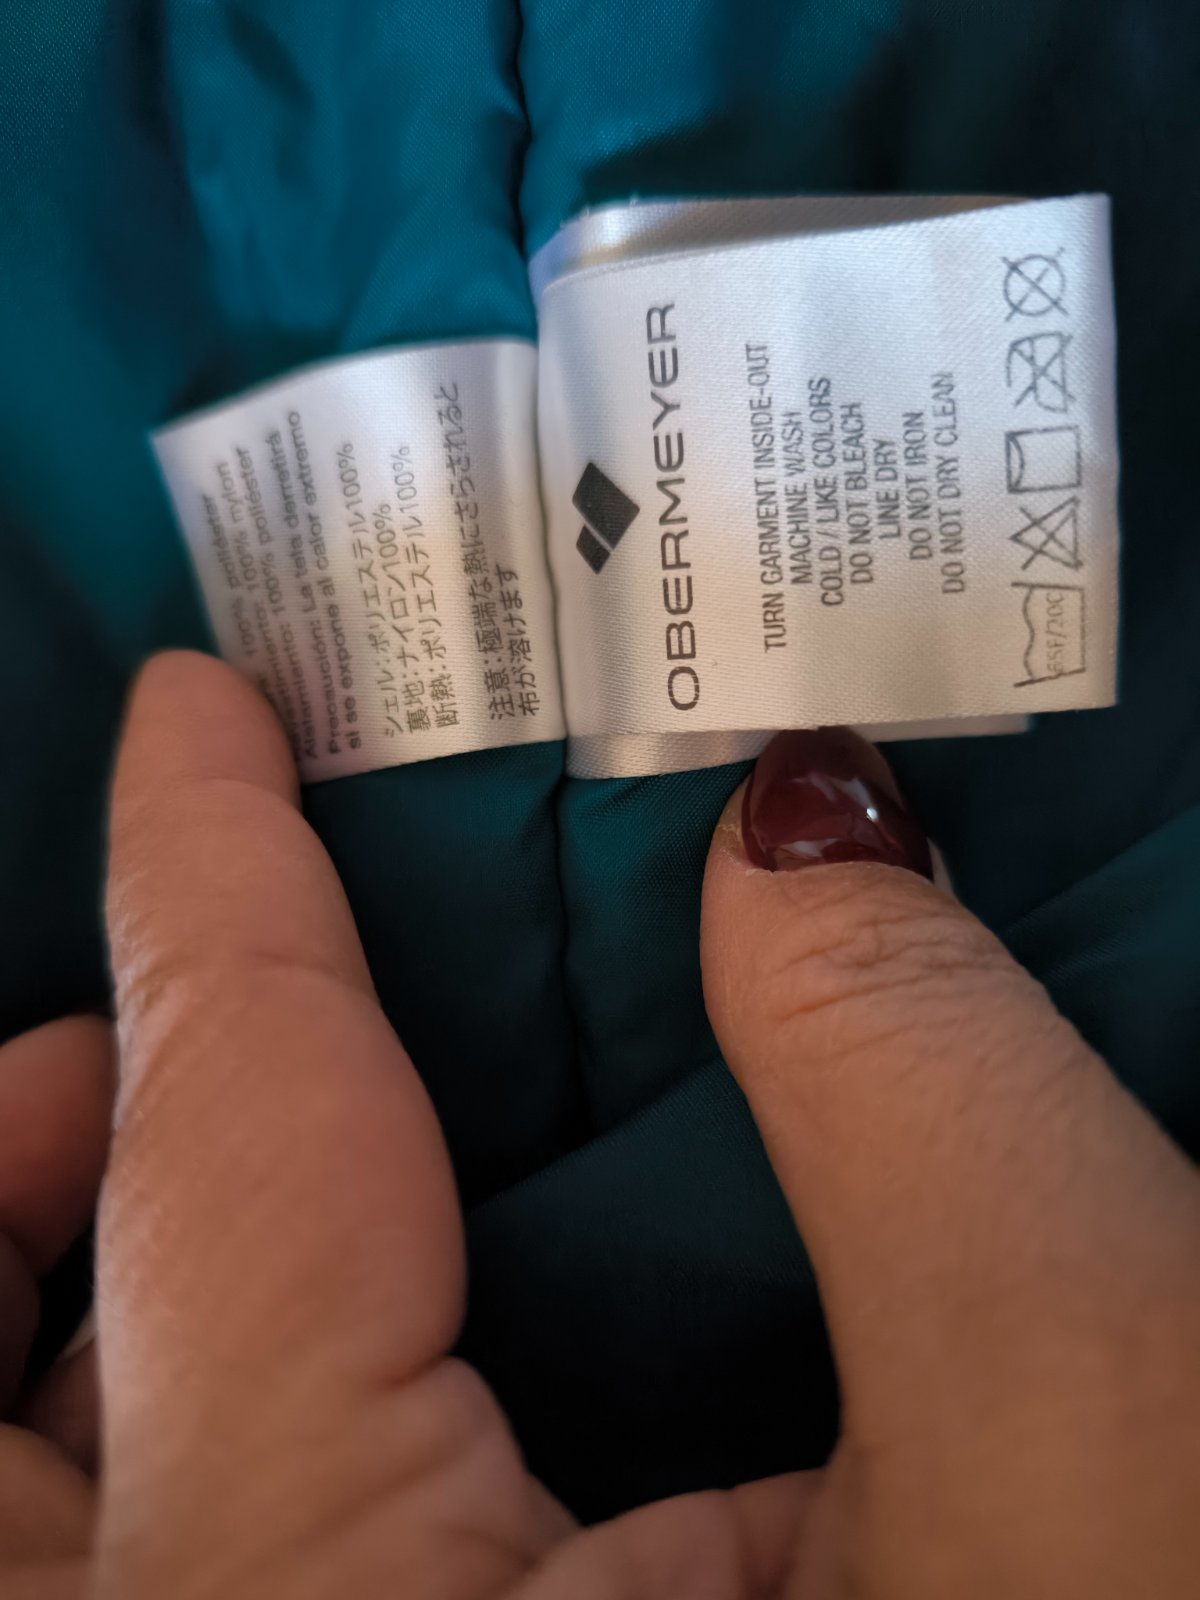 100% poliéster
100% nylon
Aislamiento: 100% poliéster
Precaución: La tela derretirá
si se expone al calor extremo
シェル:ポリエステル100%
裏地:ナイロン100%
断熱:ポリエステル100%
注意:極端な熱にさらされると
布が溶けます
OBERMEYER
TURN GARMENT INSIDE-OUT
MACHINE WASH
COLD / LIKE COLORS
DO NOT BLEACH
LINE DRY
DO NOT IRON
DO NOT DRY CLEAN
65F/20C